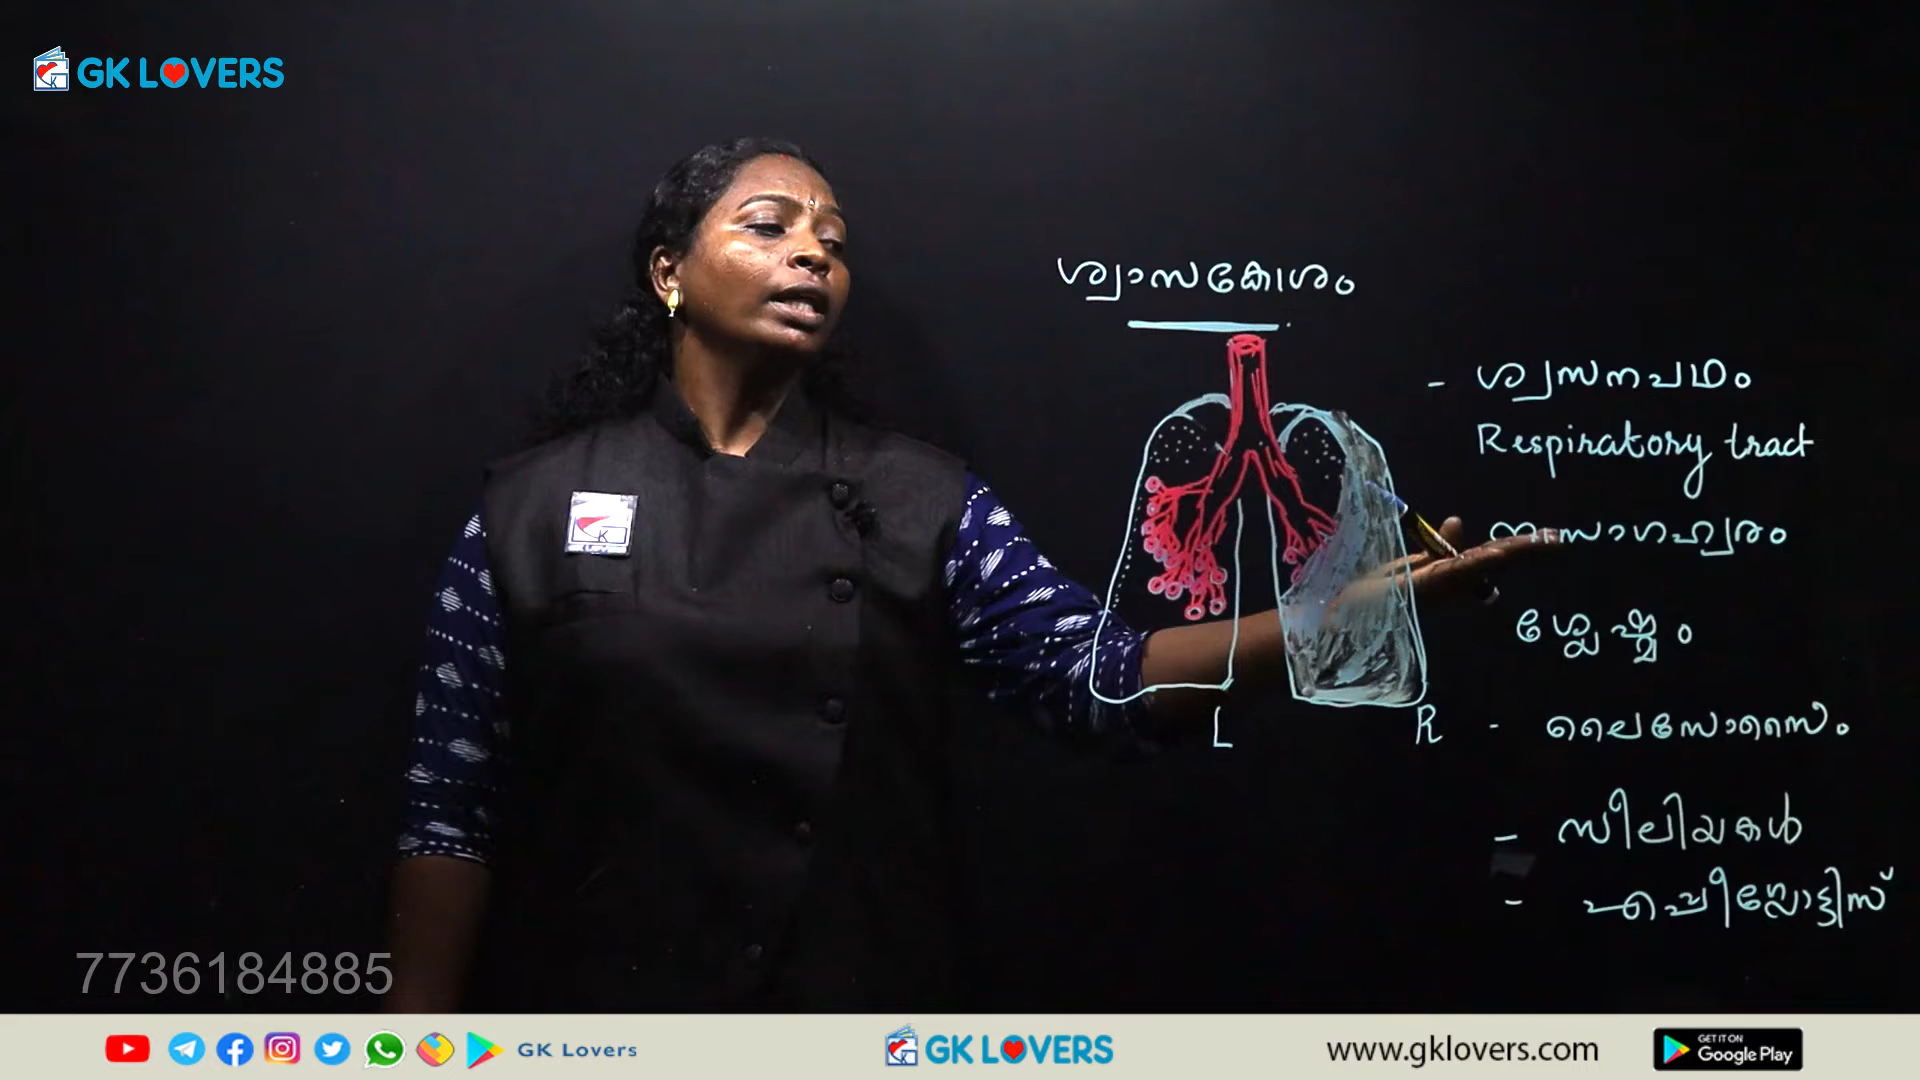 GK LOVERS
ശ്വാസകോശം
- ശ്വസനപഥം
Respiratory tract
നാസാഗഹ്വരം
ശ്ലേഷ്മം
L
R
- ലൈസോസൈം
- സീലിയകൾ
- എപ്പിഗ്ലോട്ടിസ്
K
7736184885
GK Lovers
GK LOVERS
www.gklovers.com
GET IT ON
Google Play